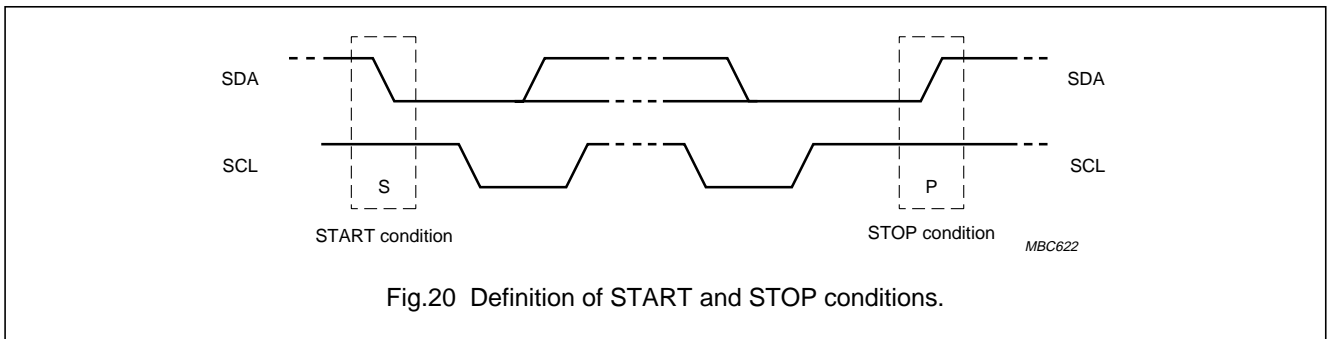 SDA SDA
SCL SCL
S P
START condition STOP condition
MBC622
Fig.20 Definition of START and STOP conditions.